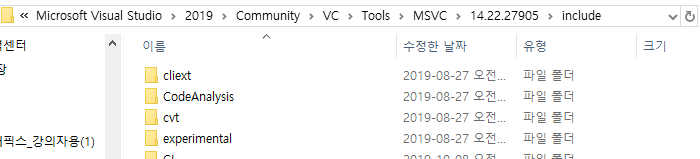 « Microsoft Visual Studio > 2019 > Community > VC > Tools > MSVC > 14.22.27905 > include
이름 수정한 날짜 유형 크기
센터
cliext 2019-08-27 오전... 파일 폴더
장
CodeAnalysis 2019-08-27 오전... 파일 폴더
cvt 2019-08-27 오전... 파일 폴더
픽스_강의자용(1)
experimental 2019-08-27 오전... 파일 폴더